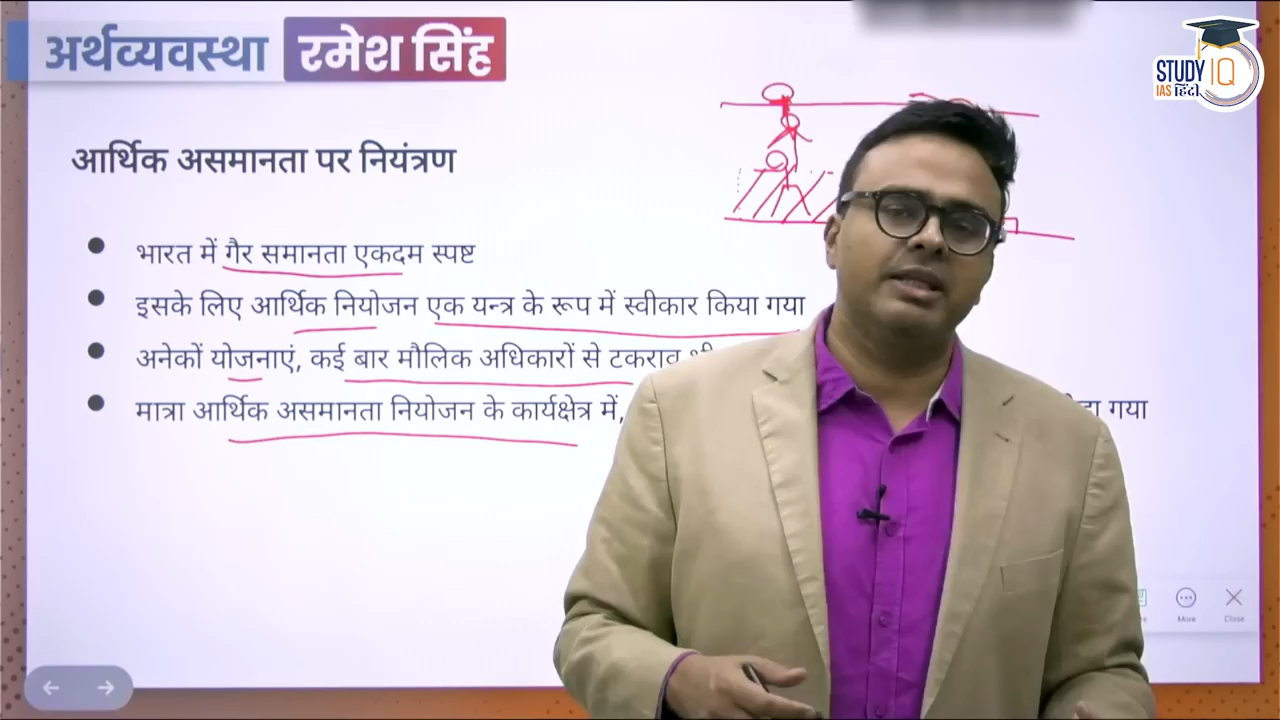 अर्थव्यवस्था रमेश सिंह
STUDY IQ
IAS हिंदी
आर्थिक असमानता पर नियंत्रण
भारत में गैर समानता एकदम स्पष्ट
इसके लिए आर्थिक नियोजन एक यन्त्र के रूप में स्वीकार किया गया
अनेकों योजनाएं, कई बार मौलिक अधिकारों से टकराव
मात्रा आर्थिक असमानता नियोजन के कार्यक्षेत्र में, गया
More Close